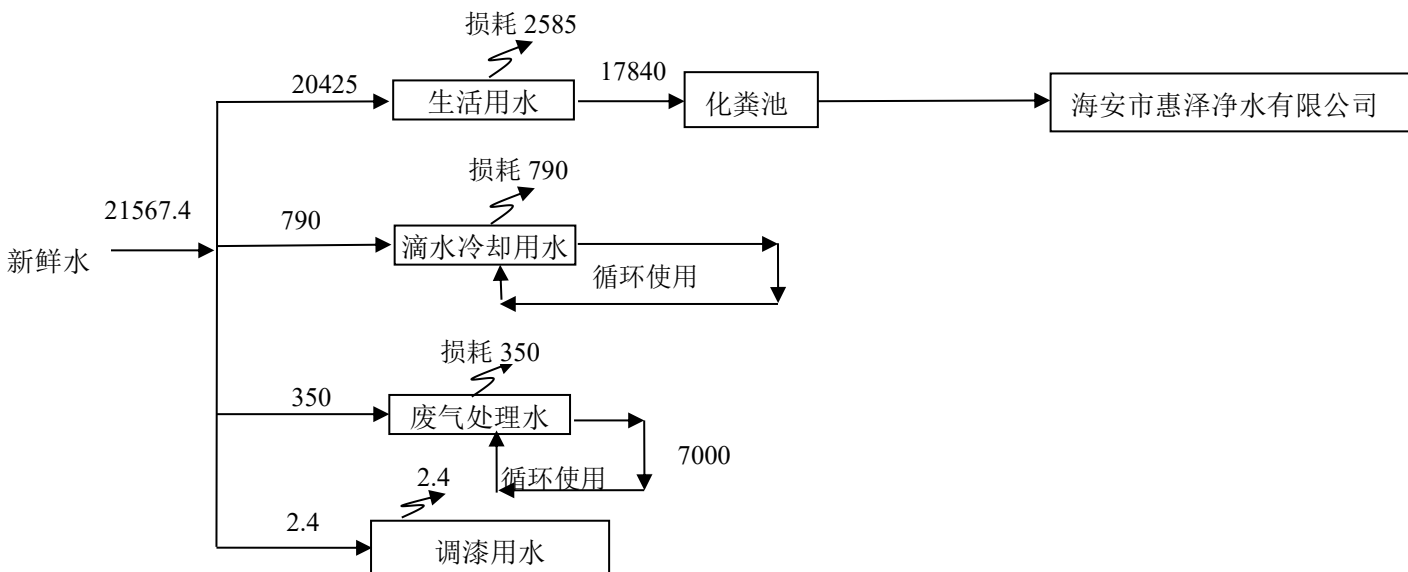 损耗 2585
20425
生活用水
17840
化粪池
海安市惠泽净水有限公司
损耗 790
21567.4
790
新鲜水
滴水冷却用水
循环使用
损耗 350
350
废气处理水
7000
2.4
循环使用
2.4
调漆用水